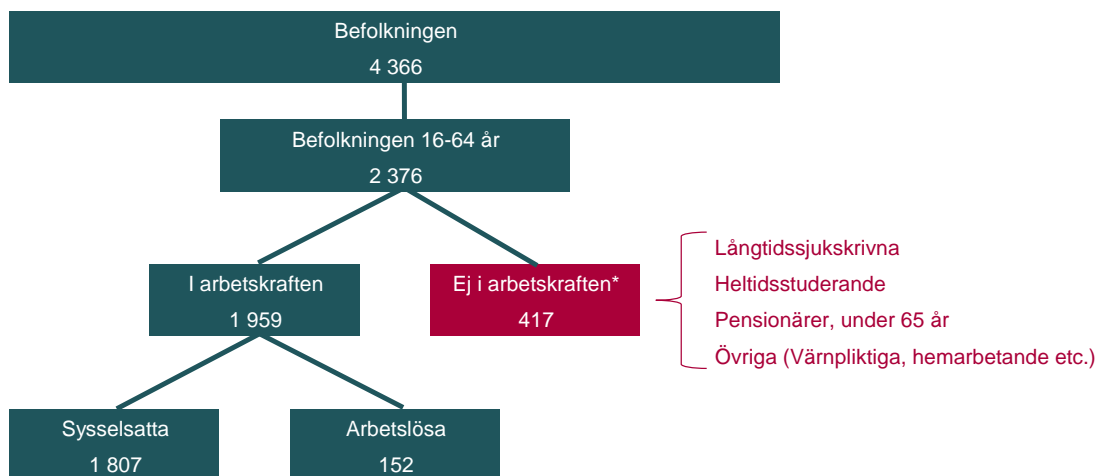 Befolkningen
4 366
Befolkningen 16-64 år
2 376
I arbetskraften
1 959
Ej i arbetskraften*
417
Långtidssjukskrivna
Heltidsstuderande
Pensionärer, under 65 år
Övriga (Värnpliktiga, hemarbetande etc.)
Sysselsatta
1 807
Arbetslösa
152